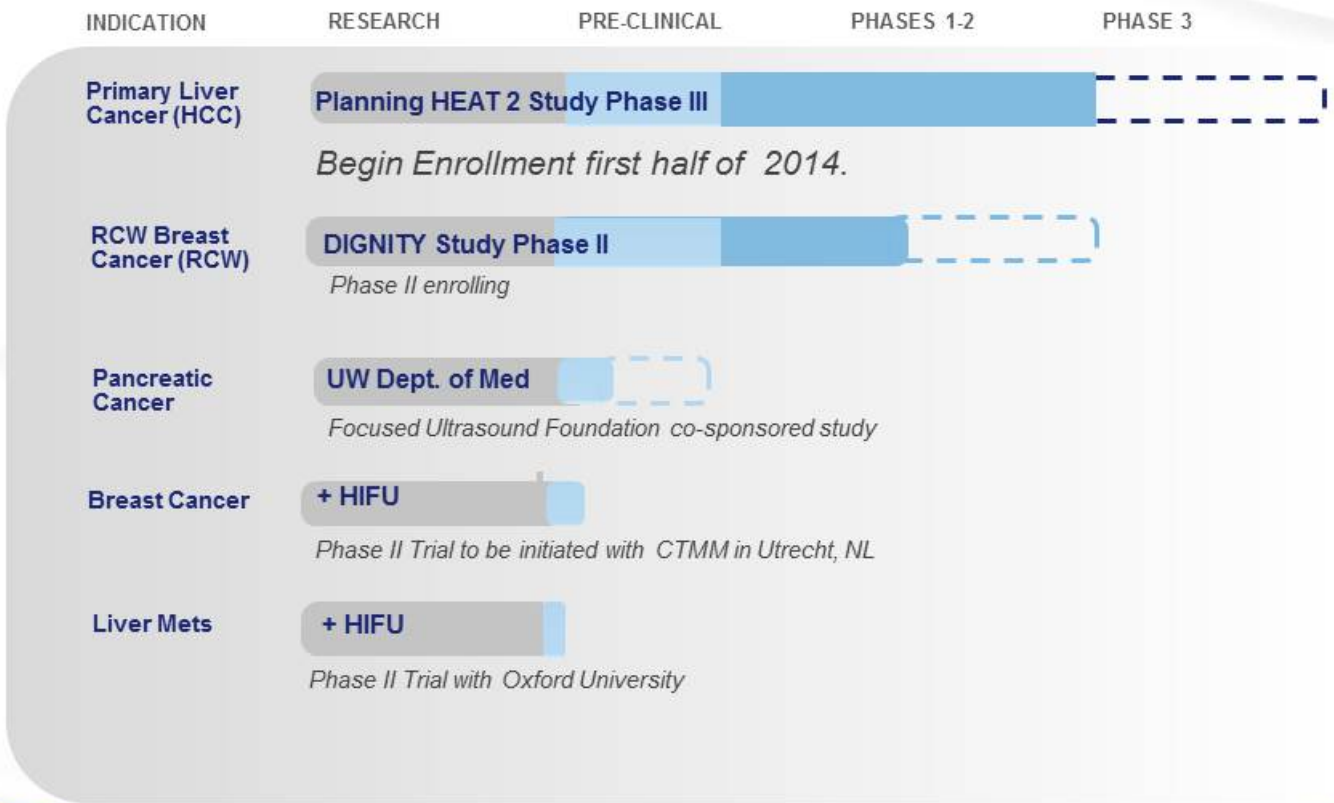 INDICATION RESEARCH PRE-CLINICAL PHASES 1-2 PHASE 3
Primary Liver
Cancer (HCC)
Planning HEAT 2 Study Phase III
Begin Enrollment first half of 2014.
RCW Breast
Cancer (RCW)
DIGNITY Study Phase II
Phase II enrolling
Pancreatic
Cancer
UW Dept. of Med
Focused Ultrasound Foundation co-sponsored study
Breast Cancer
+ HIFU
Phase II Trial to be initiated with CTMM in Utrecht, NL
Liver Mets
+ HIFU
Phase II Trial with Oxford University